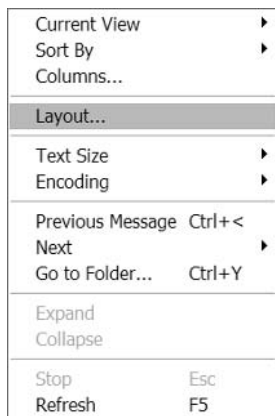 Current View
Sort By
Columns...
Layout...
Text Size
Encoding
Previous Message Ctrl+<
Next
Go to Folder... Ctrl+Y
Expand
Collapse
Stop Esc
Refresh F5